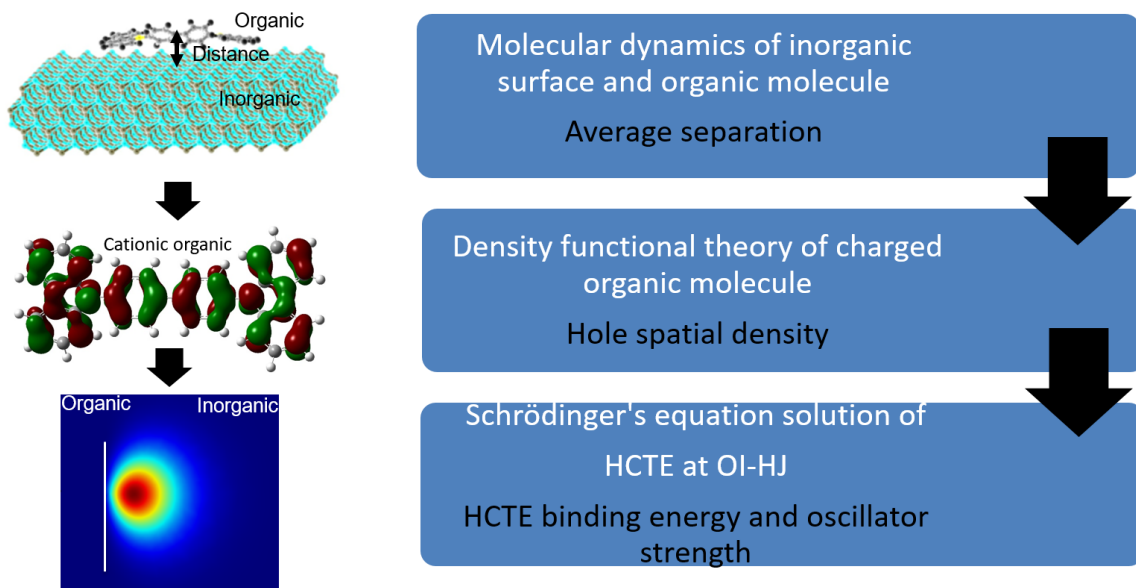 Organic
Distance
Inorganic
Cationic organic
Organic Inorganic
Molecular dynamics of inorganic
surface and organic molecule
Average separation
Density functional theory of charged
organic molecule
Hole spatial density
Schrödinger's equation solution of
HCTE at OI-HJ
HCTE binding energy and oscillator
strength